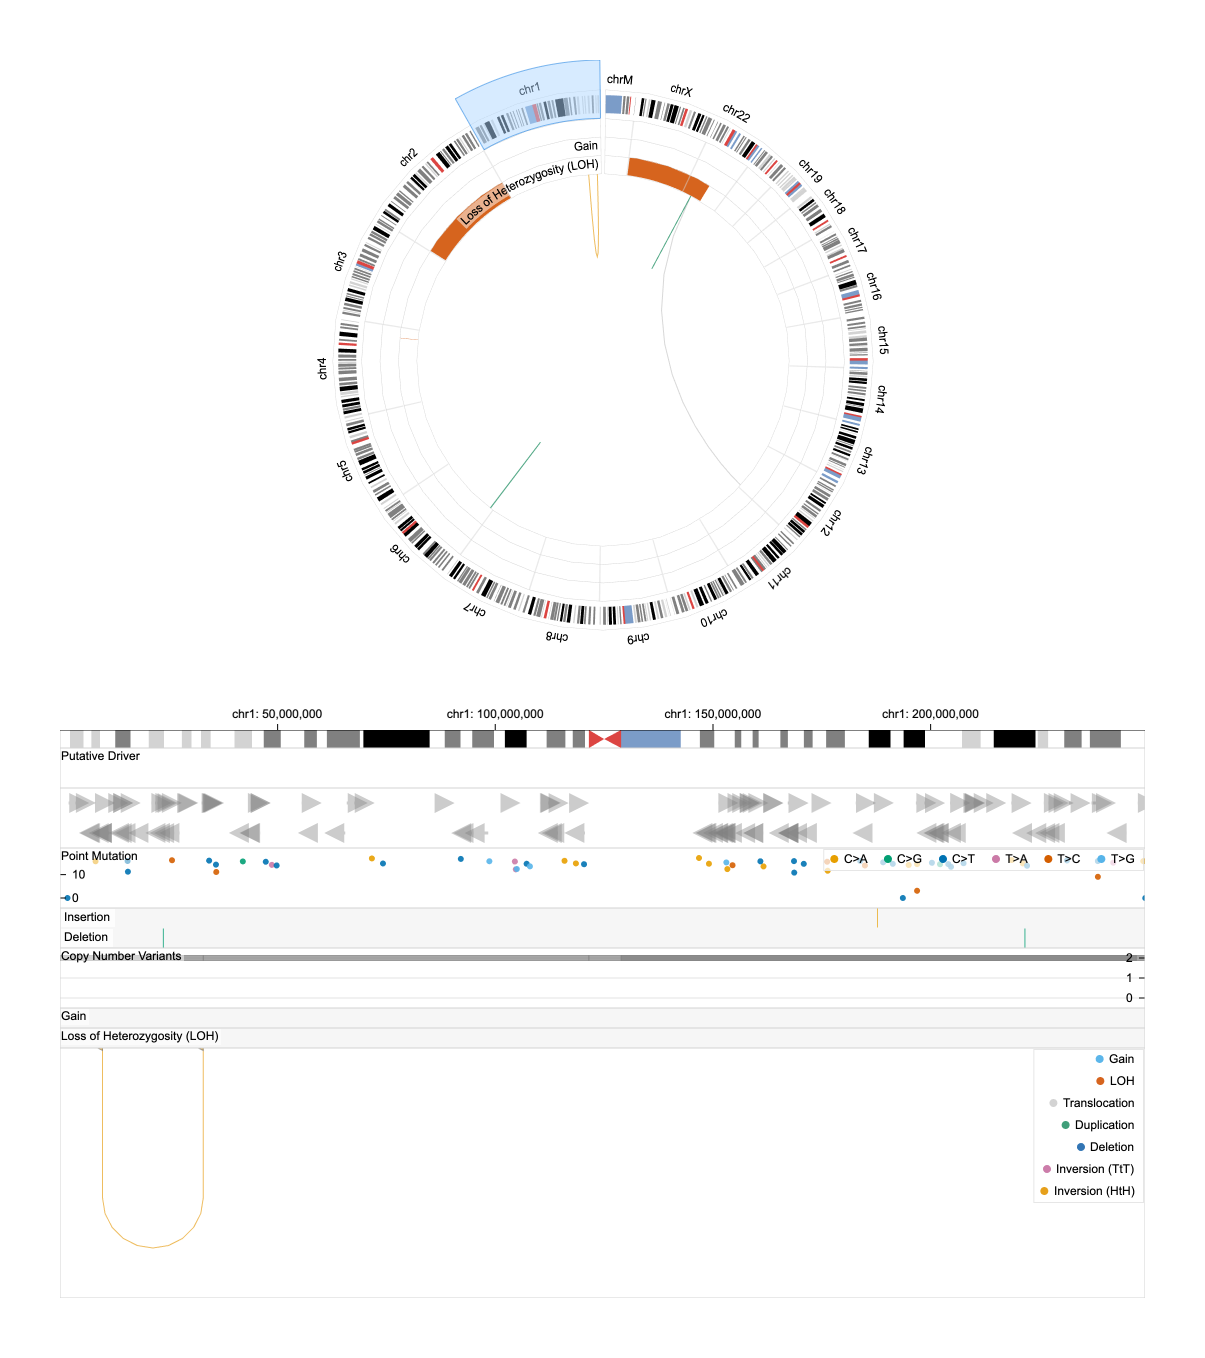 chrM
chrX
chr22
chr19
chr18
chr17
chr16
chr15
chr14
chr13
chr12
chr11
chr10
chr9
chr8
chr7
chr6
chr5
chr4
chr3
chr2
chr1
Gain
Loss of Heterozygosity (LOH)
chr1: 50,000,000
chr1: 100,000,000
chr1: 150,000,000
chr1: 200,000,000
Putative Driver
Point Mutation
C>A
C>G
C>T
T>A
T>C
T>G
10
0
Insertion
Deletion
Copy Number Variants
2
1
0
Gain
Loss of Heterozygosity (LOH)
Gain
LOH
Translocation
Duplication
Deletion
Inversion (TtT)
Inversion (HtH)